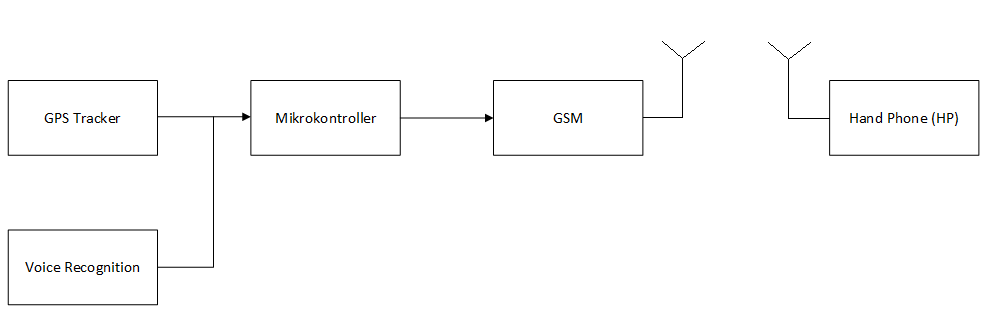 GPS Tracker
Mikrokontroller
GSM
Hand Phone (HP)
Voice Recognition